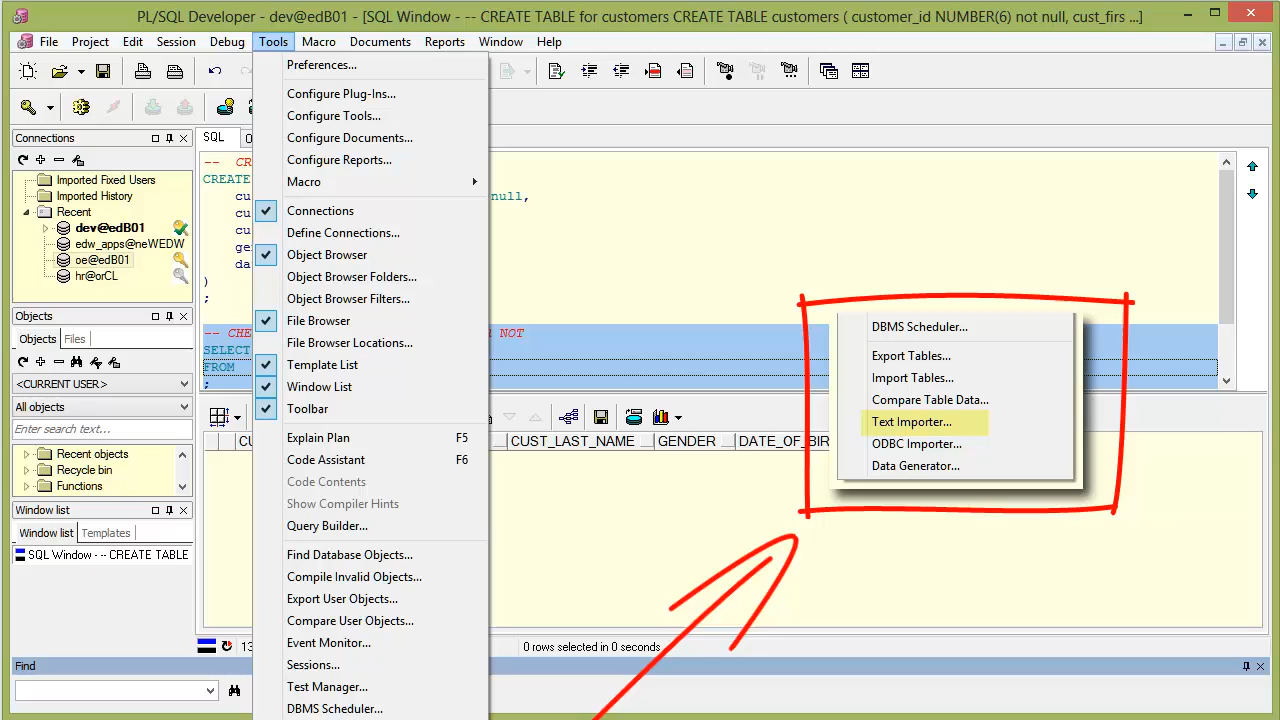 PL/SQL Developer - dev@edB01 - [SQL Window - -- CREATE TABLE for customers CREATE TABLE customers ( customer_id NUMBER(6) not null, cust_firs ...]
File Project Edit Session Debug Tools Macro Documents Reports Window Help
Preferences...
Configure Plug-Ins...
Configure Tools...
Configure Documents...
Configure Reports...
Macro
Connections
Define Connections...
Object Browser
Object Browser Folders...
Object Browser Filters...
File Browser
File Browser Locations...
Template List
Window List
Toolbar
Explain Plan F5
Code Assistant F6
Code Contents
Show Compiler Hints
Query Builder...
Find Database Objects...
Compile Invalid Objects...
Export User Objects...
Compare User Objects...
Event Monitor...
Sessions...
Test Manager...
DBMS Scheduler...
Connections
Imported Fixed Users
Imported History
Recent
dev@edB01
edw_apps@neWEDW
oe@edB01
hr@orCL
Objects
Objects Files
<CURRENT USER>
All objects
Enter search text...
Recent objects
Recycle bin
Functions
Window list
Window list Templates
SQL Window - -- CREATE TABLE
SQL
-- CR
CREATE
null,
cu
cu
cu
ge
da
)
;
-- CHE
NOT
SELECT
FROM
;
CUST_LAST_NAME GENDER DATE_OF_BIR
DBMS Scheduler...
Export Tables...
Import Tables...
Compare Table Data...
Text Importer...
ODBC Importer...
Data Generator...
0 rows selected in 0 seconds
Find